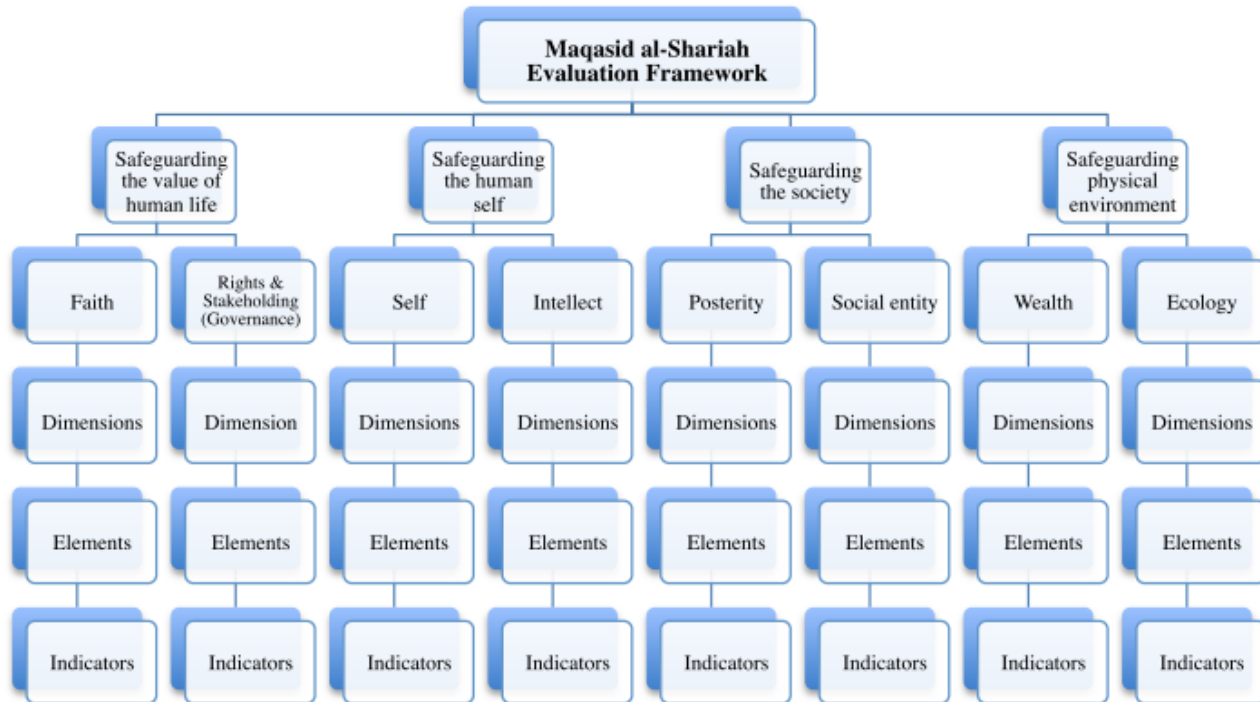 Maqasid al-Shariah
Evaluation Framework
Safeguarding
the value of
human life
Safeguarding
the human
self
Safeguarding
the society
Safeguarding
physical
environment
Faith
Rights &
Stakeholding
(Governance)
Self
Intellect
Posterity
Social entity
Wealth
Ecology
Dimensions
Dimension
Dimensions
Dimensions
Dimensions
Dimensions
Dimensions
Dimensions
Elements
Elements
Elements
Elements
Elements
Elements
Elements
Elements
Indicators
Indicators
Indicators
Indicators
Indicators
Indicators
Indicators
Indicators